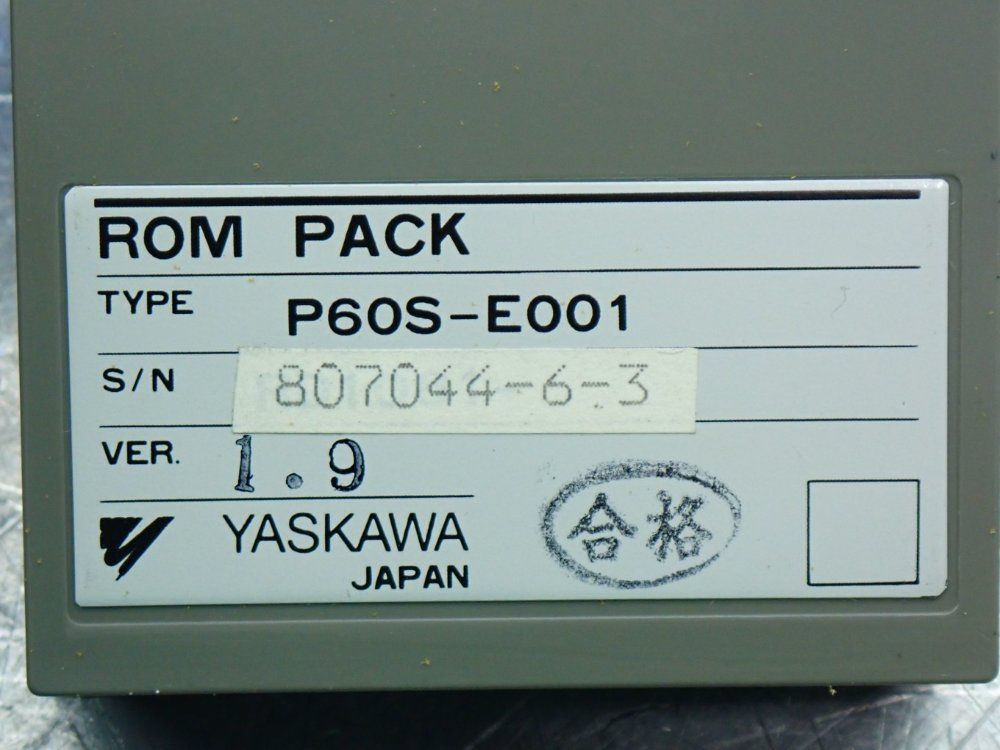 ROM PACK
TYPE P60S-E001
S/N 807044-6-3
VER. 1.9
YASKAWA
JAPAN
合格